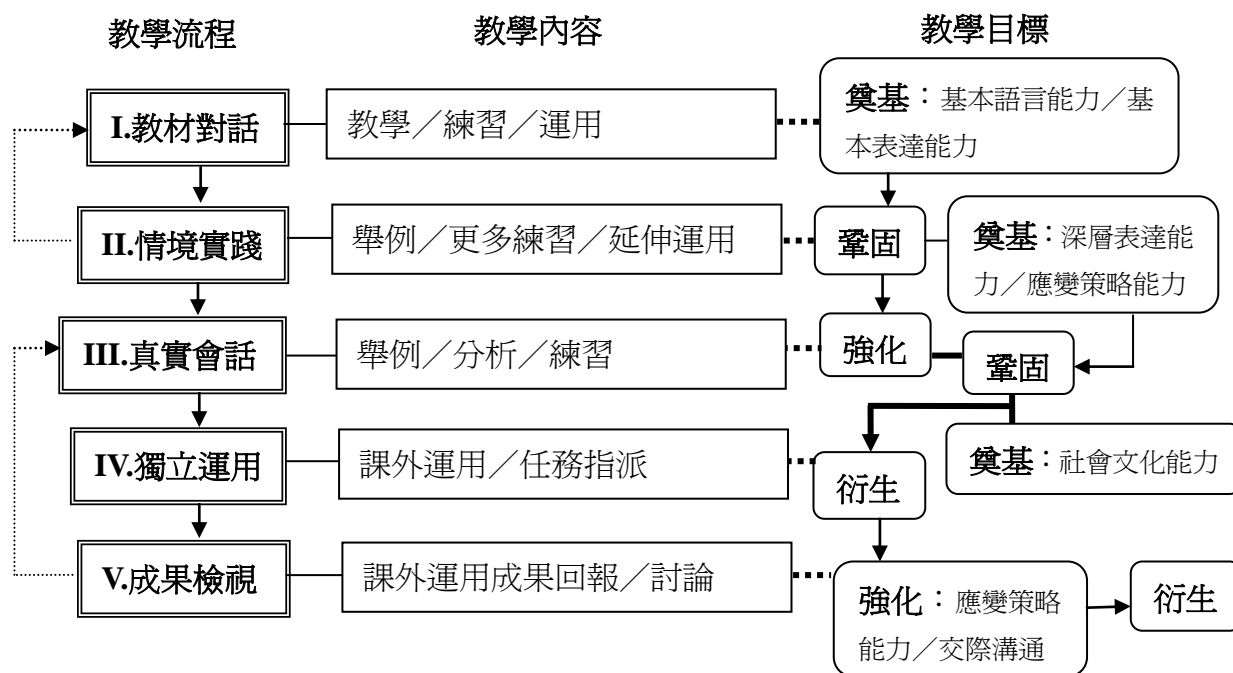 教學流程
教學內容
教學目標
I.教材對話
教學／練習／運用
奠基：基本語言能力／基
本表達能力
II.情境實踐
舉例／更多練習／延伸運用
鞏固
奠基：深層表達能
力／應變策略能力
III.真實會話
舉例／分析／練習
強化
鞏固
IV.獨立運用
課外運用／任務指派
衍生
奠基：社會文化能力
V.成果檢視
課外運用成果回報／討論
強化：應變策略
能力／交際溝通
衍生